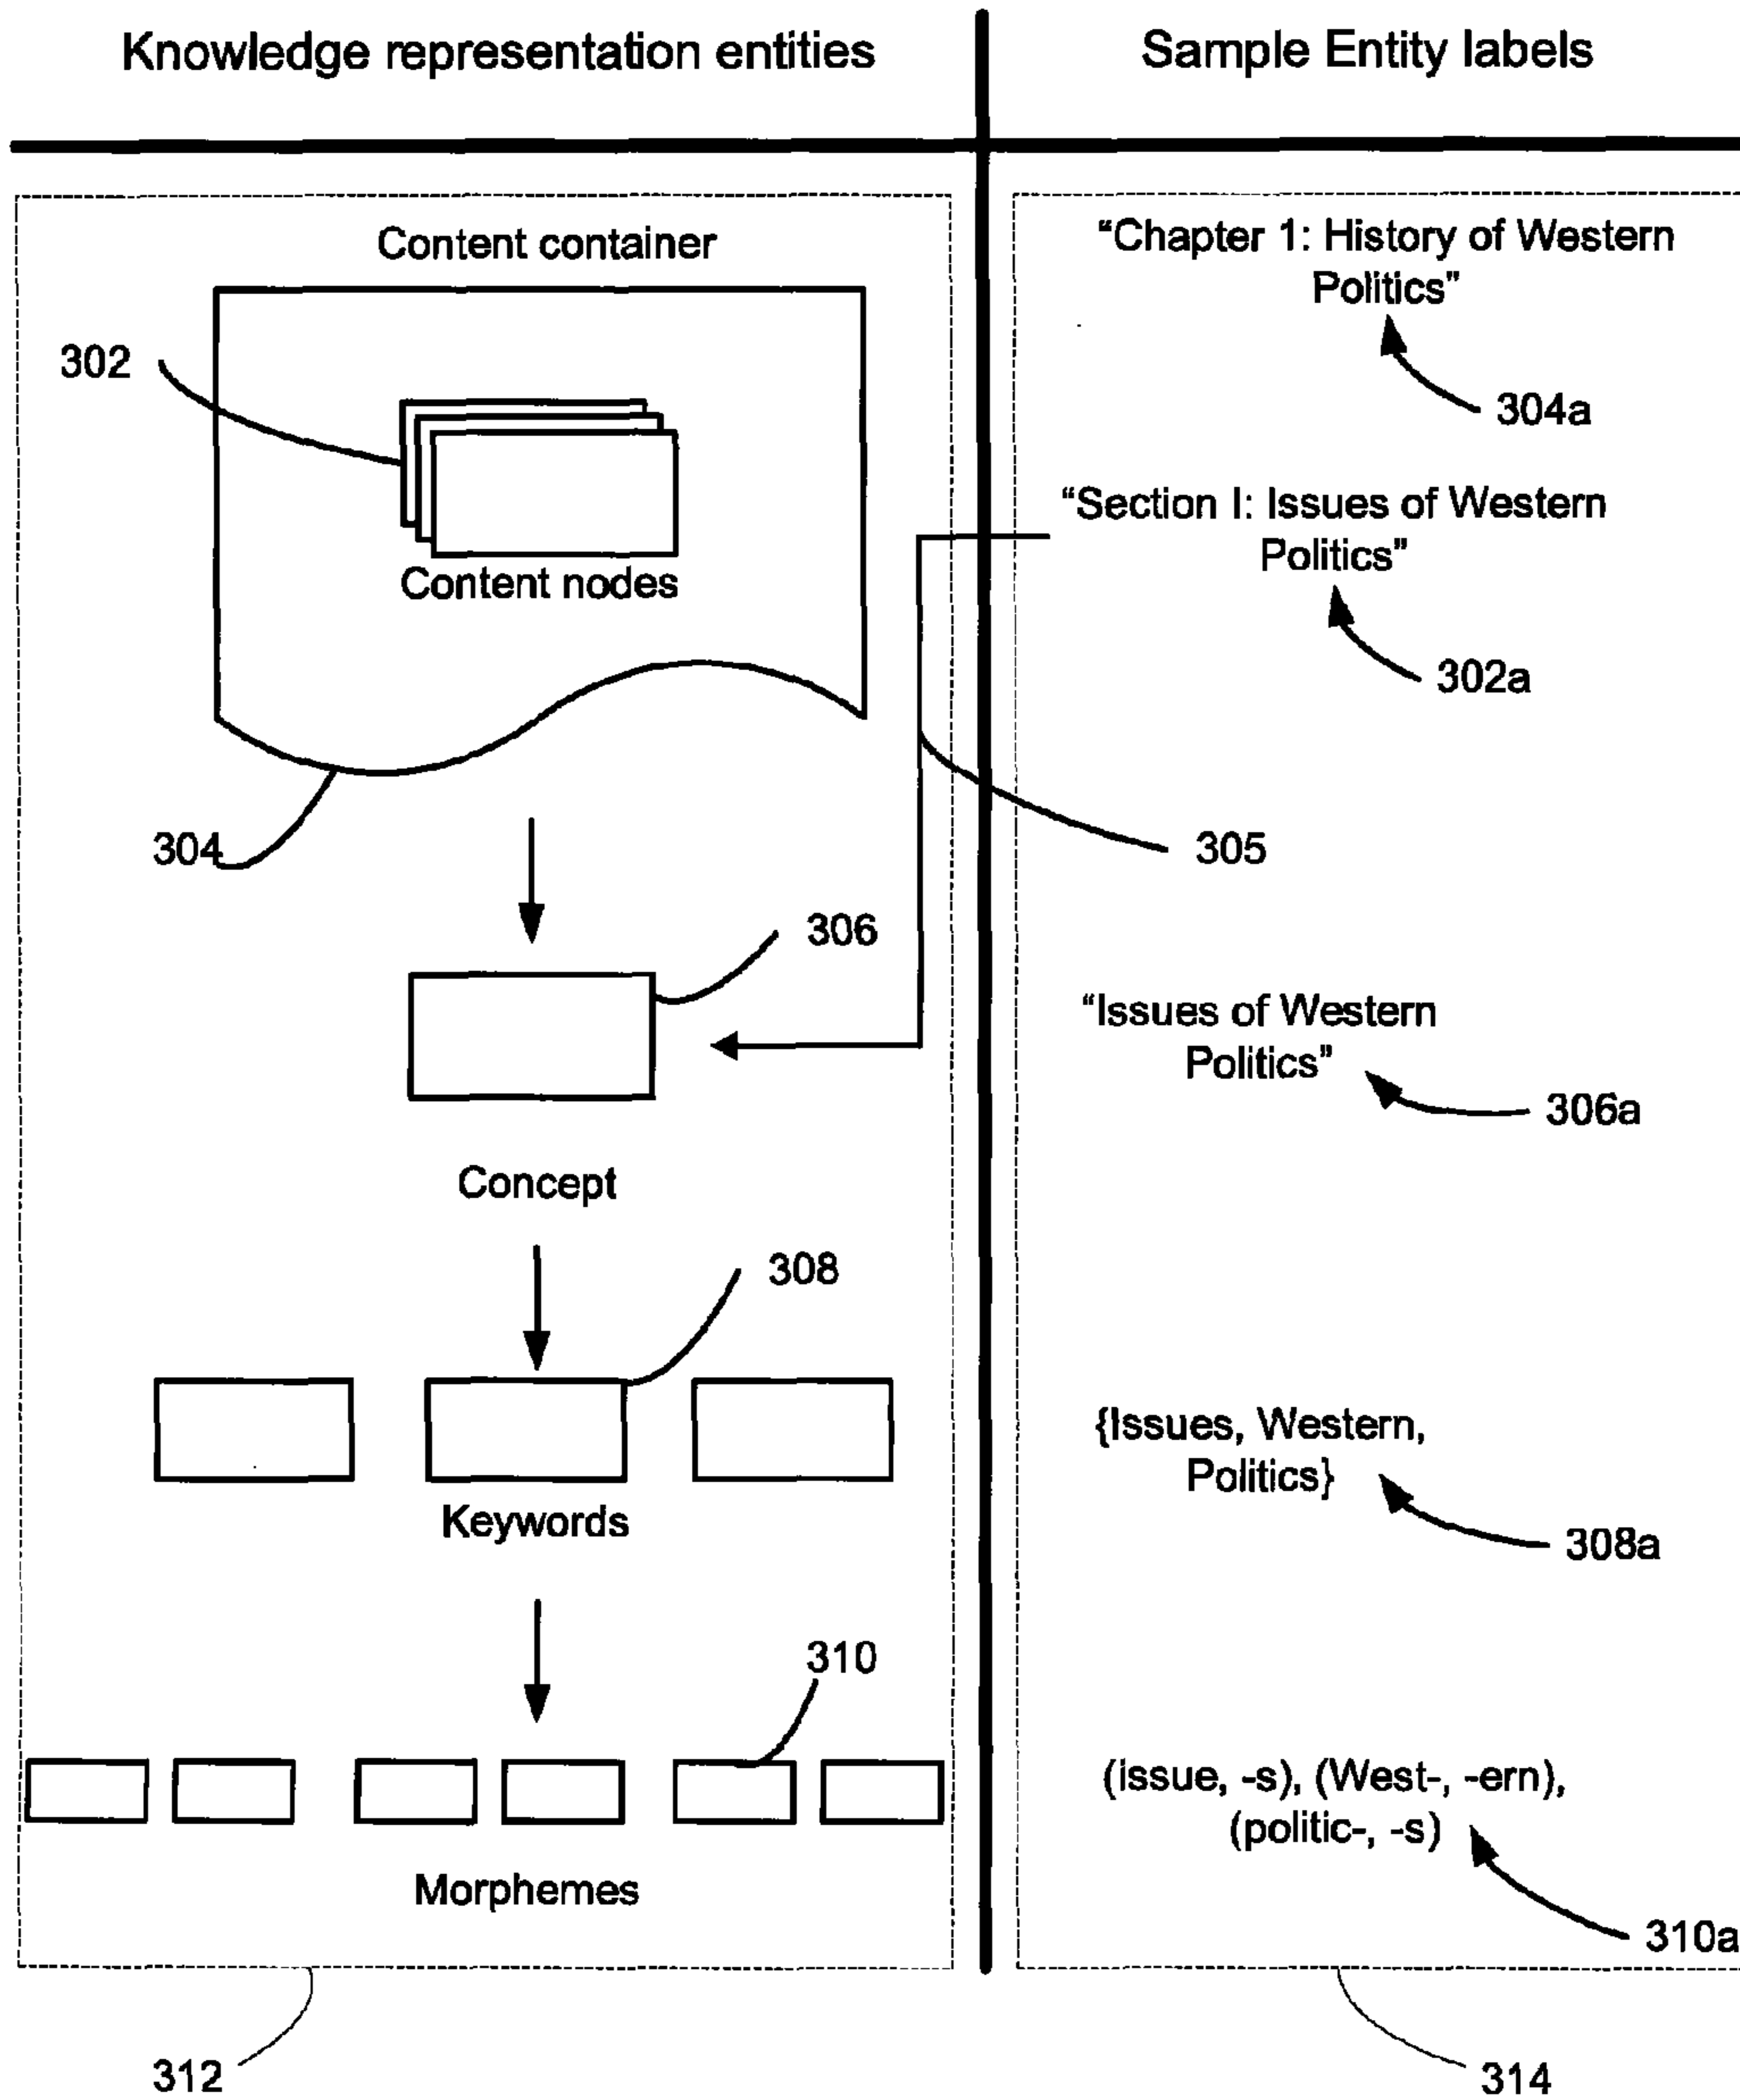 Knowledge representation entities
Sample Entity labels
Content container
"Chapter 1: History of Western
Politics"
302
304a
"Section I: Issues of Western
Politics"
Content nodes
302a
304
305
306
"Issues of Western
Politics"
306a
Concept
308
{Issues, Western,
Politics}
Keywords
308a
310
(issue, -s), (West-, -ern),
(politic-, -s)
Morphemes
310a
312
314